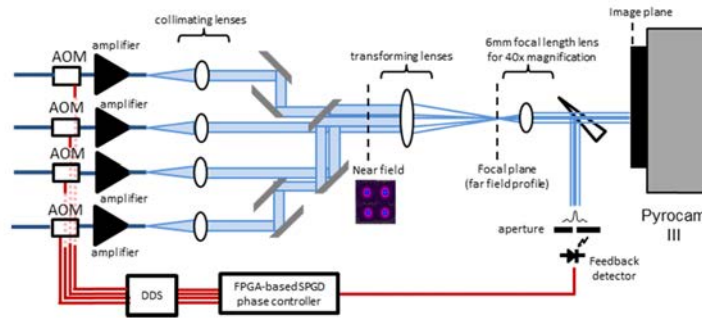 collimating lenses
Image plane
amplifier
AOM
transforming lenses
6mm focal length lens
for 40x magnification
AOM
amplifier
AOM
amplifier
Near field
Focal plane
(far field profile)
AOM
amplifier
aperture
Pyrocam
III
Feedback
detector
DDS
FPGA-based SPGD
phase controller